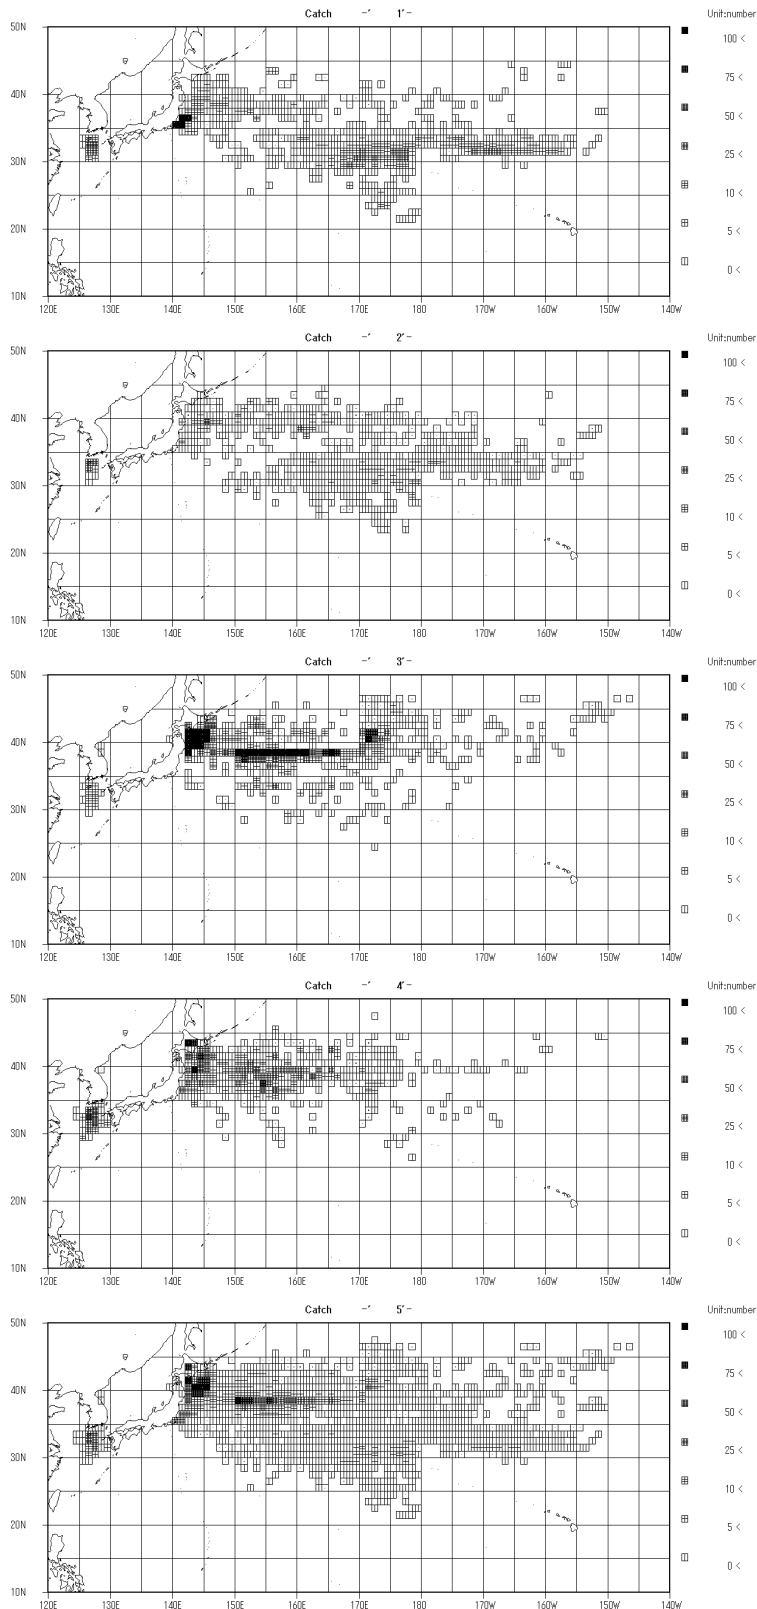 Catch -' 1'- Unit:number
50N
100 <
75 <
40N
50 <
25 <
30N
10 <
20N
5 <
0 <
10N
120E 130E 140E 150E 160E 170E 180 170W 160W 150W 140W
Catch -' 2'- Unit:number
50N
100 <
75 <
40N
50 <
25 <
30N
10 <
20N
5 <
0 <
10N
120E 130E 140E 150E 160E 170E 180 170W 160W 150W 140W
Catch -' 3'- Unit:number
50N
100 <
75 <
40N
50 <
25 <
30N
10 <
20N
5 <
0 <
10N
120E 130E 140E 150E 160E 170E 180 170W 160W 150W 140W
Catch -' 4'- Unit:number
50N
100 <
75 <
40N
50 <
25 <
30N
10 <
20N
5 <
0 <
10N
120E 130E 140E 150E 160E 170E 180 170W 160W 150W 140W
Catch -' 5'- Unit:number
50N
100 <
75 <
40N
50 <
25 <
30N
10 <
20N
5 <
0 <
10N
120E 130E 140E 150E 160E 170E 180 170W 160W 150W 140W